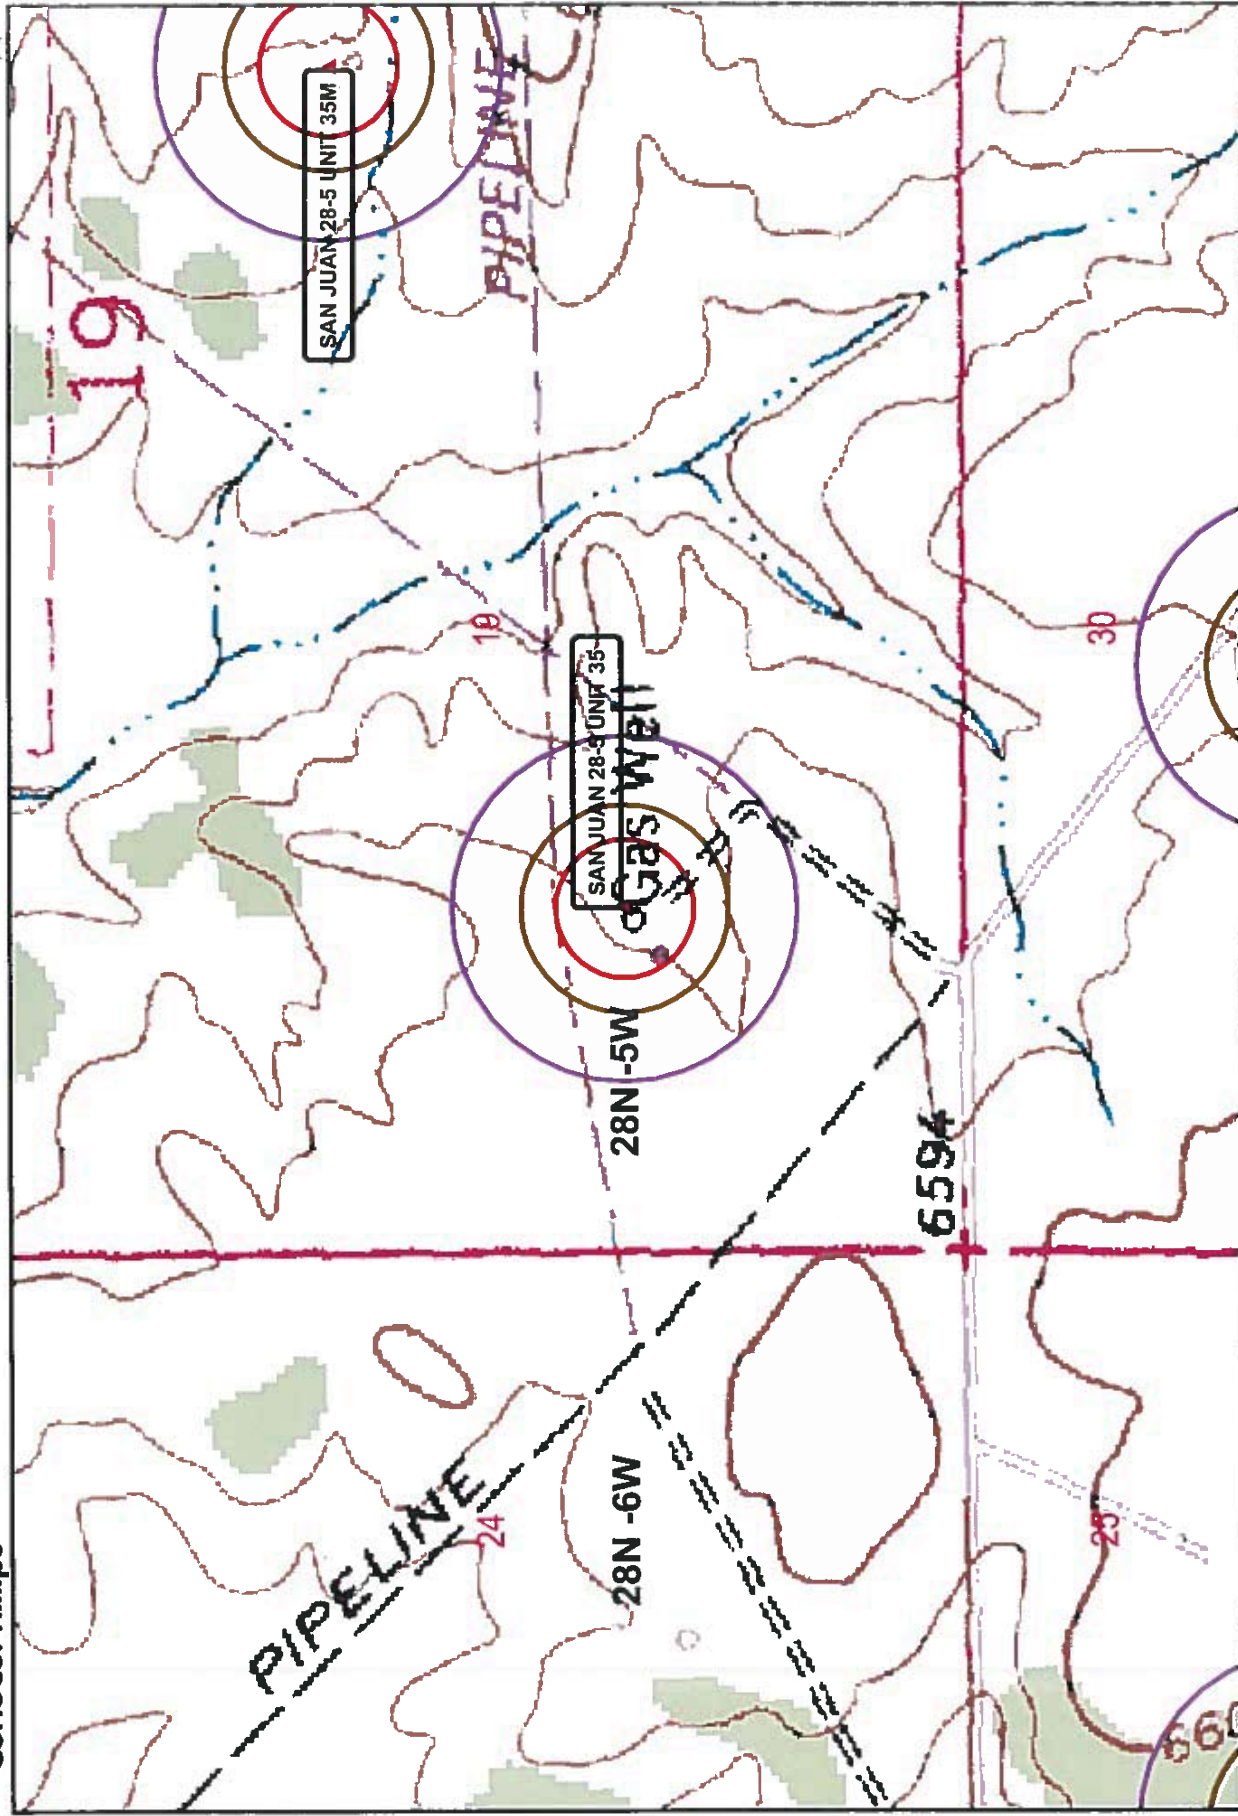 19
SAN JUAN 28-5 UNIT 35M
PIPELINE
19
SAN JUAN 28-5 UNIT 35
Gas Well
30
28N -5W
6594
PIPELINE
24
28N -6W
25